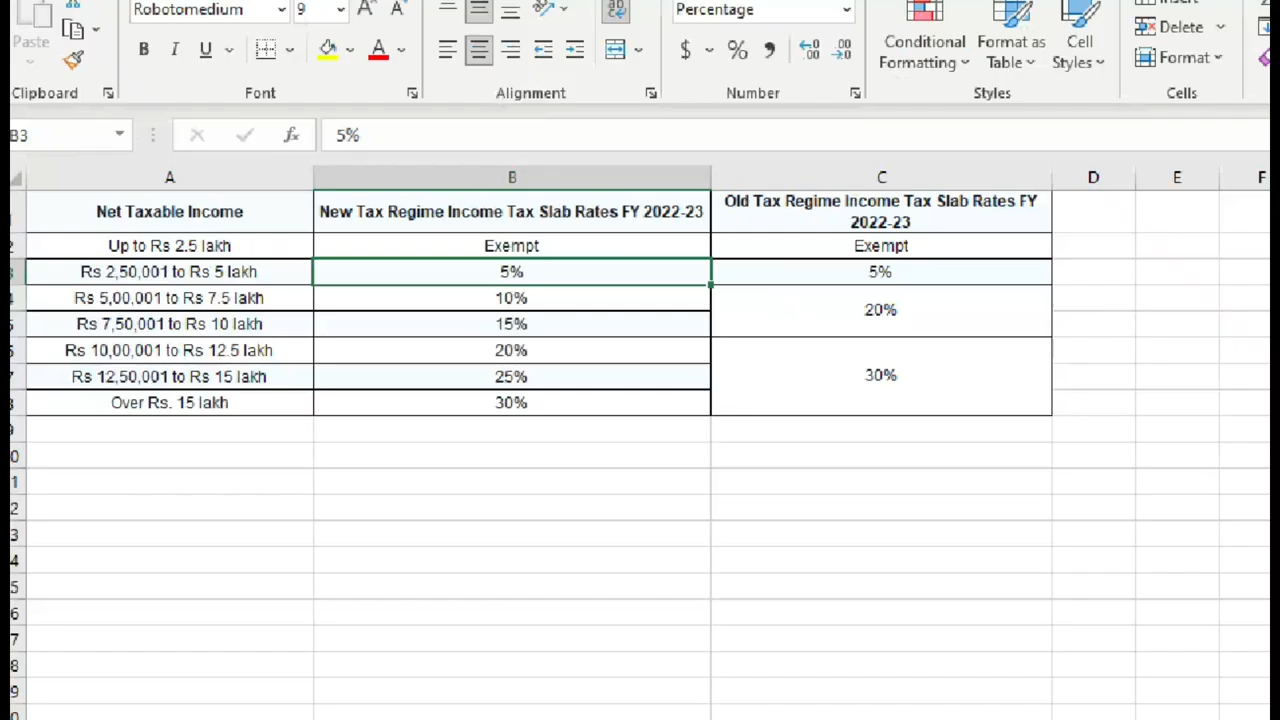 Robotomedium 9 A A Percentage Insert
Paste B I U A $ % Conditional Formatting Format as Table Cell Styles Delete Format
Clipboard Font Alignment Number Styles Cells
B3 fx 5%
A B C D E F
Net Taxable Income New Tax Regime Income Tax Slab Rates FY 2022-23 Old Tax Regime Income Tax Slab Rates FY 2022-23
Up to Rs 2.5 lakh Exempt Exempt
Rs 2,50,001 to Rs 5 lakh 5% 5%
Rs 5,00,001 to Rs 7.5 lakh 10% 20%
Rs 7,50,001 to Rs 10 lakh 15%
Rs 10,00,001 to Rs 12.5 lakh 20% 30%
Rs 12,50,001 to Rs 15 lakh 25%
Over Rs. 15 lakh 30%